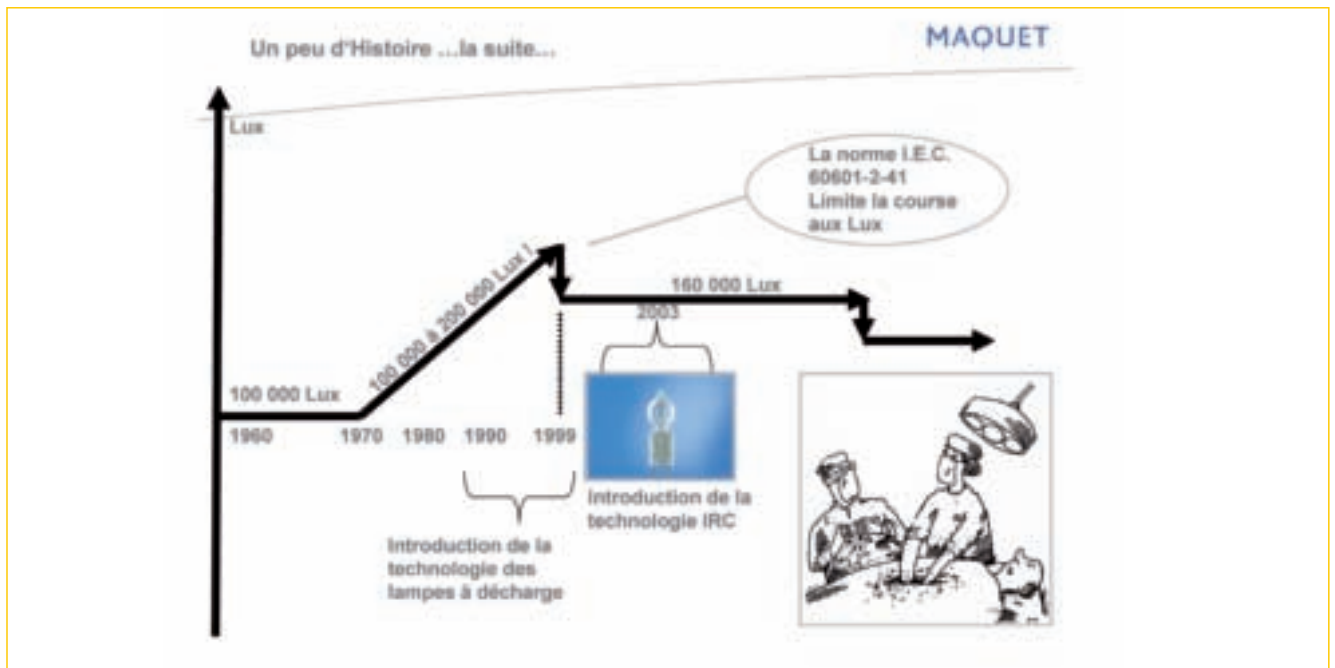 Un peu d'Histoire ...la suite...
MAQUET
Lux
La norme I.E.C.
60601-2-41
Limite la course
aux Lux
100 000 à 200 000 Lux !
160 000 Lux
2003
100 000 Lux
1960 1970 1980 1990 1999
Introduction de la
technologie IRC
Introduction de la
technologie des
lampes à décharge